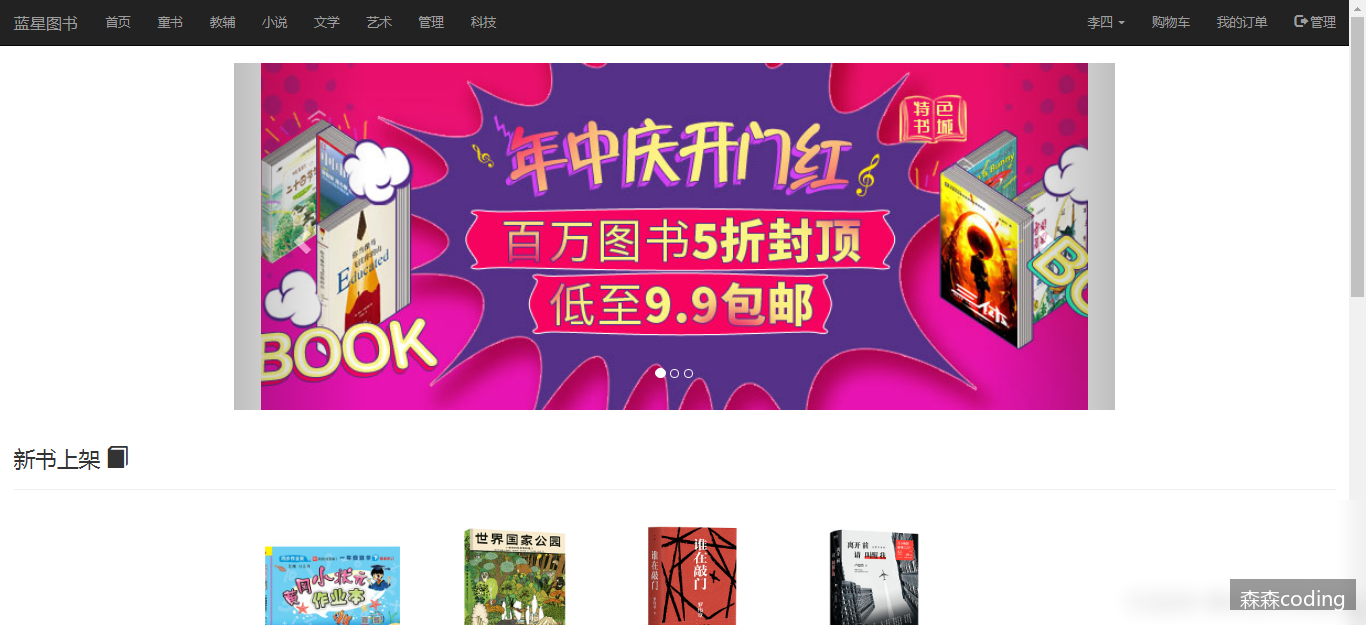 蓝星图书 首页 童书 教辅 小说 文学 艺术 管理 科技 李四 购物车 我的订单 管理
特色书城
年中庆开门红
百万图书5折封顶
低至9.9包邮
Educated
三体
BOOK
新书上架
世界国家公园
黄冈小状元
作业本
谁在敲门
离开前
请叫醒我
森森coding